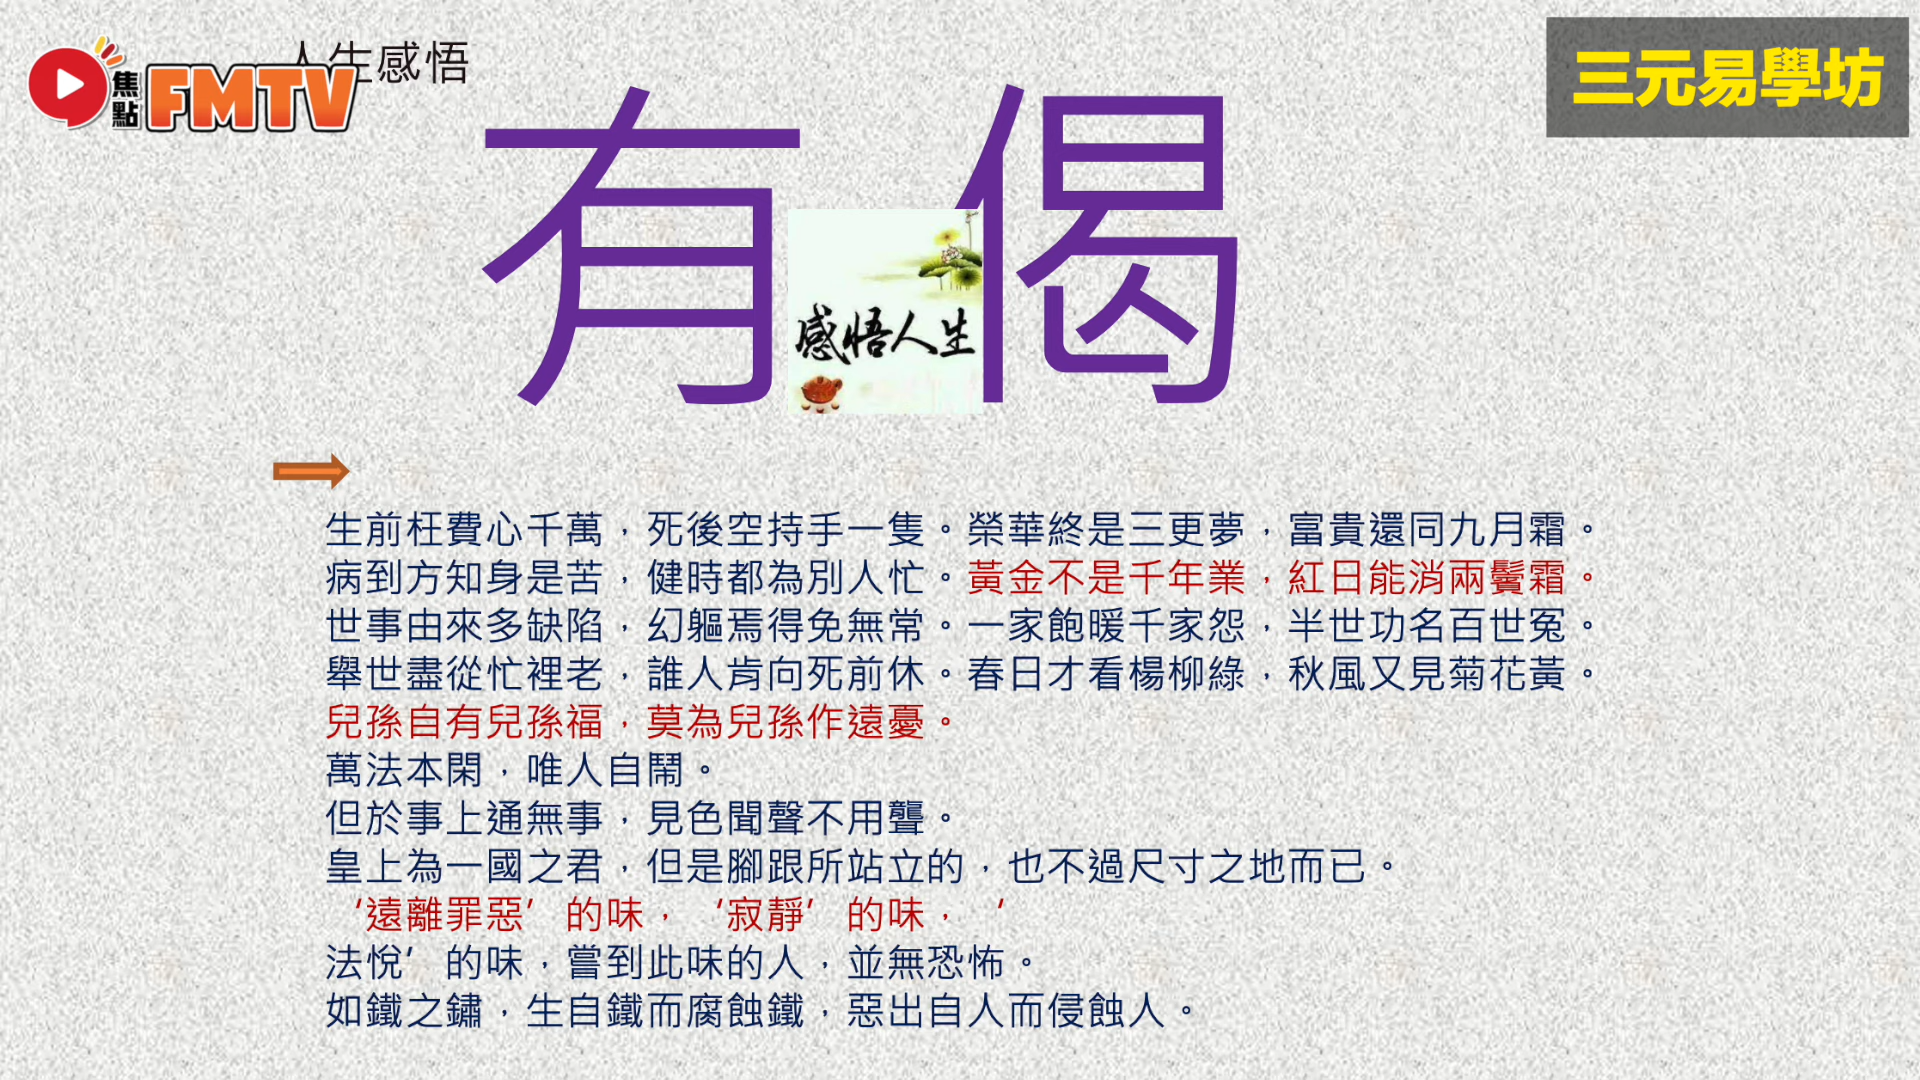 人生感悟
焦點 FMTV
三元易學坊
有偈
感悟人生
生前枉費心千萬，死後空持手一隻。榮華終是三更夢，富貴還同九月霜。
病到方知身是苦，健時都為別人忙。黃金不是千年業，紅日能消兩鬢霜。
世事由來多缺陷，幻軀焉得免無常。一家飽暖千家怨，半世功名百世冤。
舉世盡從忙裡老，誰人肯向死前休。春日才看楊柳綠，秋風又見菊花黃。
兒孫自有兒孫福，莫為兒孫作遠憂。
萬法本閑，唯人自鬧。
但於事上通無事，見色聞聲不用聾。
皇上為一國之君，但是腳跟所站立的，也不過尺寸之地而已。
‘遠離罪惡’的味，‘寂靜’的味，‘
法悅’的味，嘗到此味的人，並無恐怖。
如鐵之鏽，生自鐵而腐蝕鐵，惡出自人而侵蝕人。